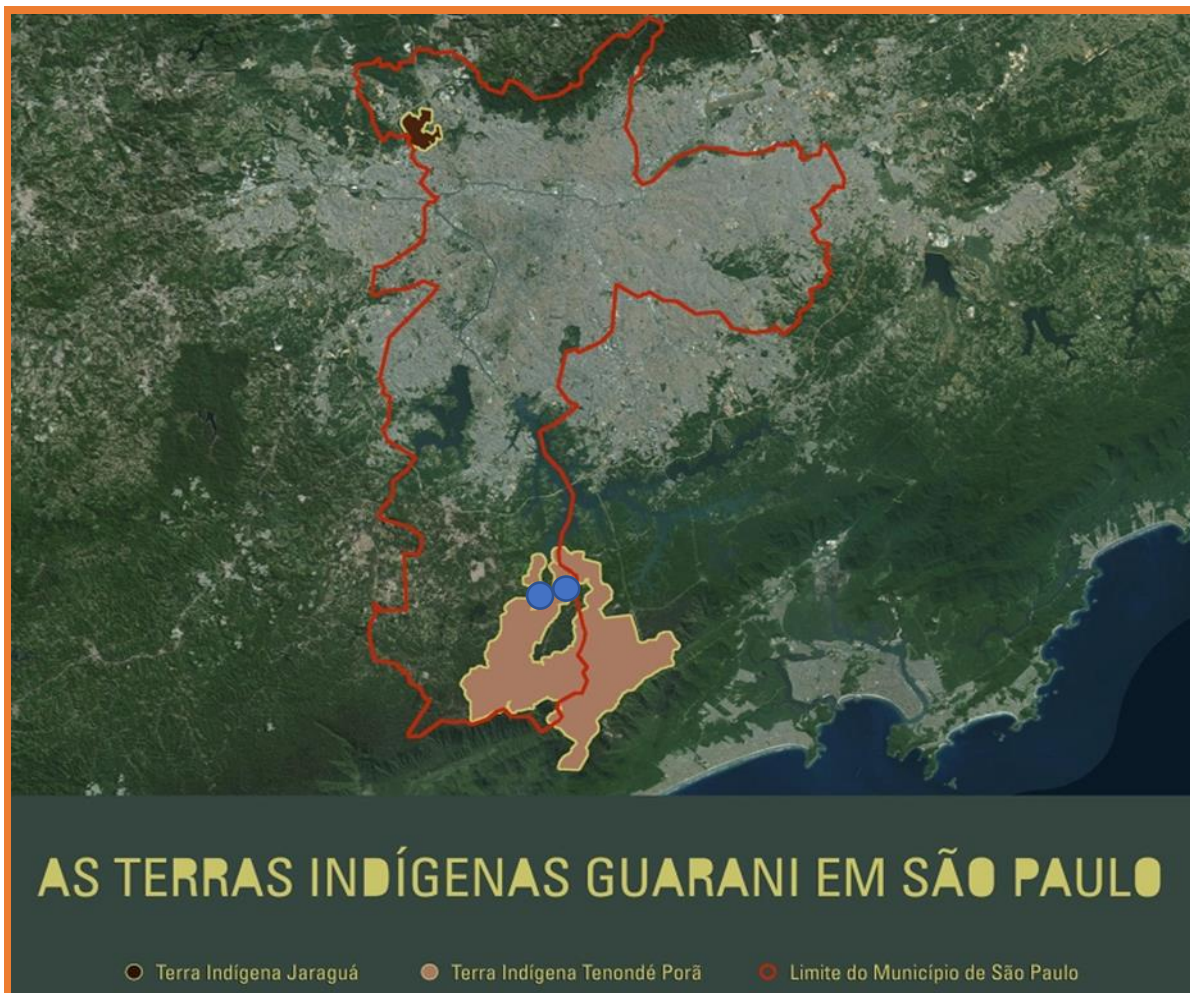 AS TERRAS INDÍGENAS GUARANI EM SÃO PAULO
Terra Indígena Jaraguá Terra Indígena Tenondé Porã Limite do Município de São Paulo